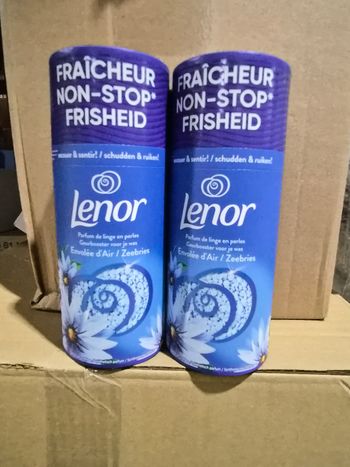 FRAÎCHEUR
NON-STOP*
FRISHEID
& sentir! / schudden & ruiken!
Lenor
Parfum de linge en perles
Geurbooster voor je was
Envolée d'Air / Zeebries
FRAÎCHEUR
NON-STOP*
FRISHEID
& sentir! / schudden & ruiken!
Lenor
Parfum de linge en perles
Geurbooster voor je was
Envolée d'Air / Zeebries